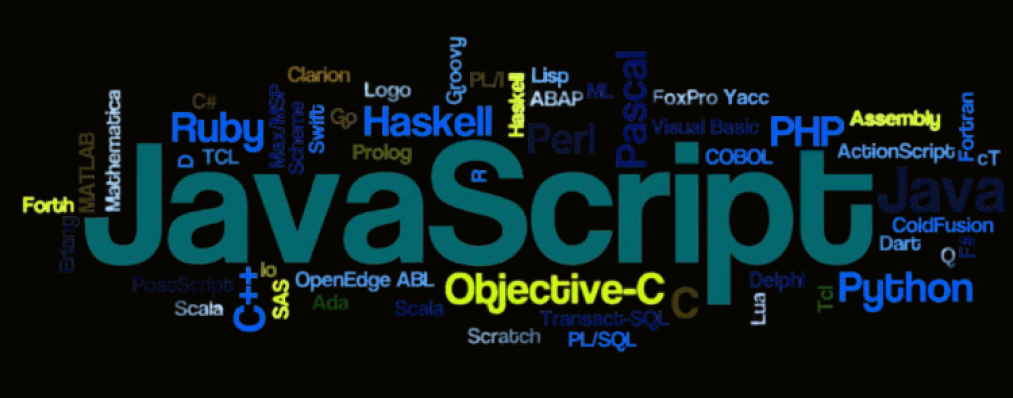 Groovy
Clarion
PL/I
Haskell
Lisp
Pascal
Logo
ABAP
ML
FoxPro
Yacc
C#
Max/MSP
Scheme
Swift
Go
Haskell
Perl
Visual Basic
PHP
Assembly
Fortran
MATLAB
Mathematica
Ruby
D
TCL
Prolog
R
COBOL
ActionScript
cT
JavaScript
Java
Forth
Erlang
ColdFusion
Dart
Q
F#
PostScript
C++
Io
SAS
OpenEdge ABL
Objective-C
C
Delphi
Python
Scala
Ada
Scala
Transact-SQL
Lua
Tcl
Scratch
PL/SQL